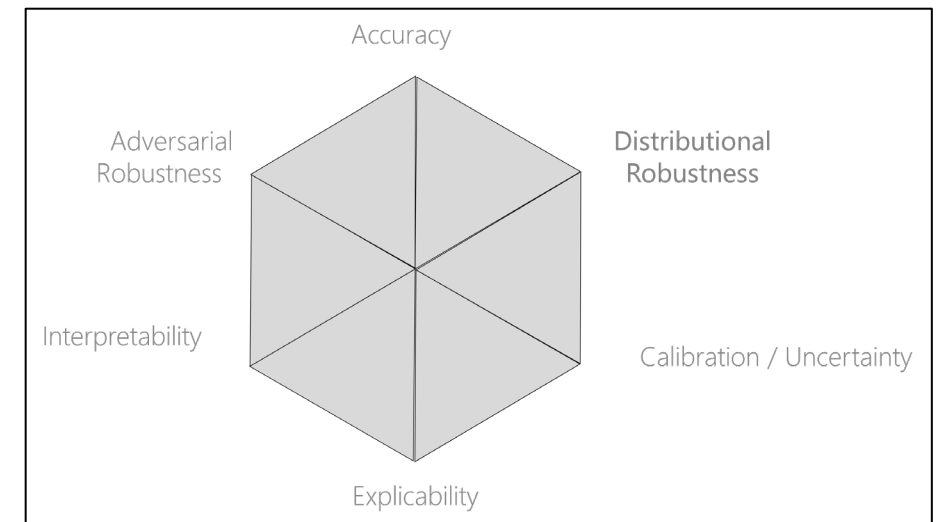 Accuracy
Adversarial
Robustness
Distributional
Robustness
Interpretability
Calibration / Uncertainty
Explicability